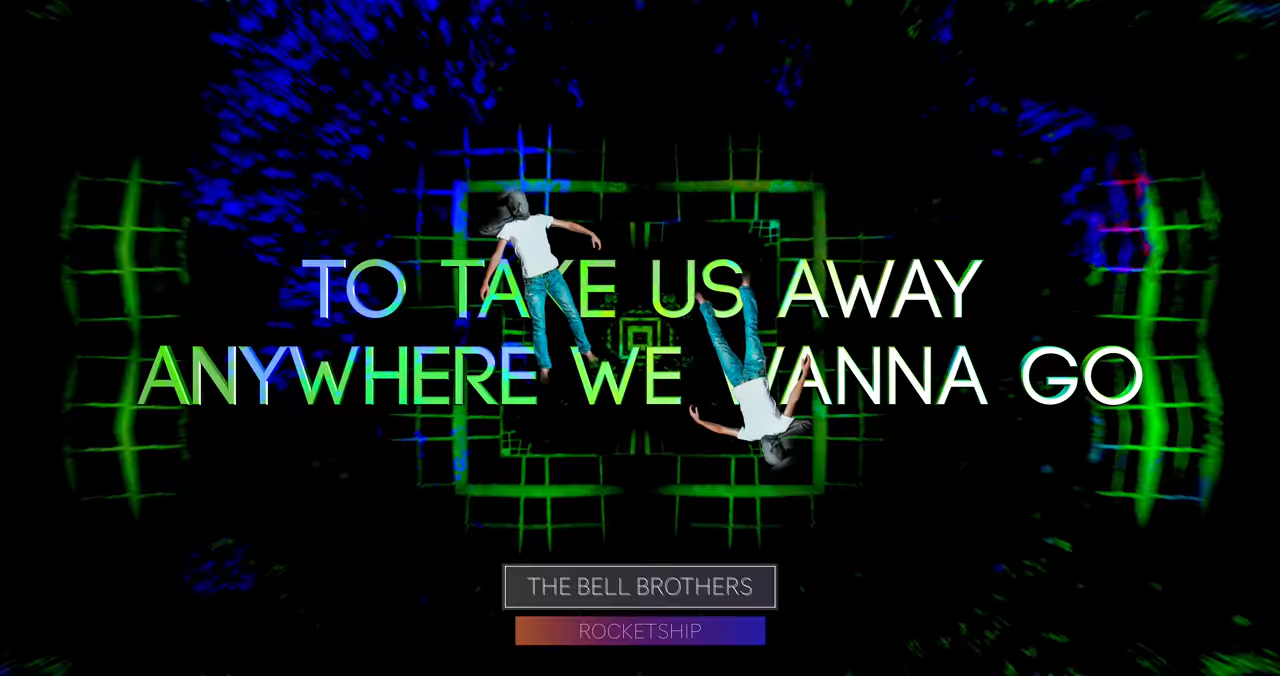 TO TAKE US AWAY
ANYWHERE WE WANNA GO
THE BELL BROTHERS
ROCKETSHIP